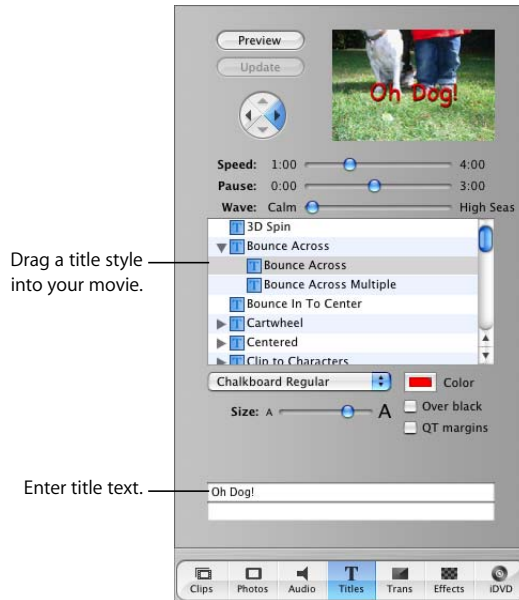 Preview
Update
Oh Dog!
Speed: 1:00 4:00
Pause: 0:00 3:00
Wave: Calm High Seas
3D Spin
Bounce Across
Drag a title style
into your movie.
Bounce Across
Bounce Across Multiple
Bounce In To Center
Cartwheel
Centered
Clip to Characters
Chalkboard Regular Color
Size: A A Over black
QT margins
Enter title text.
Oh Dog!
Clips Photos Audio Titles Trans Effects iDVD